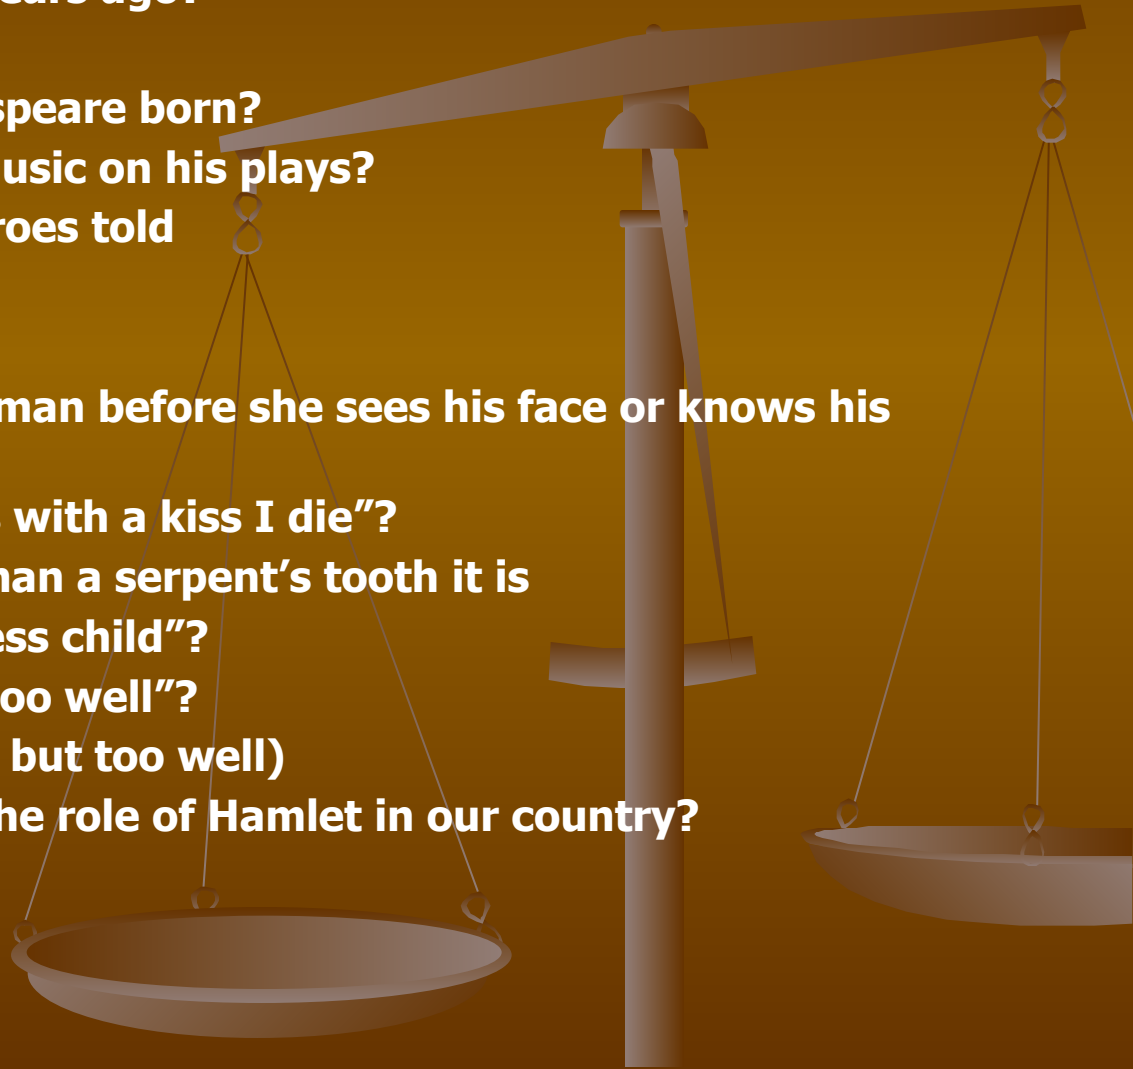 ears ago?
speare born?
usic on his plays?
roes told
man before she sees his face or knows his
with a kiss I die”?
han a serpent’s tooth it is
ess child”?
oo well”?
but too well)
he role of Hamlet in our country?